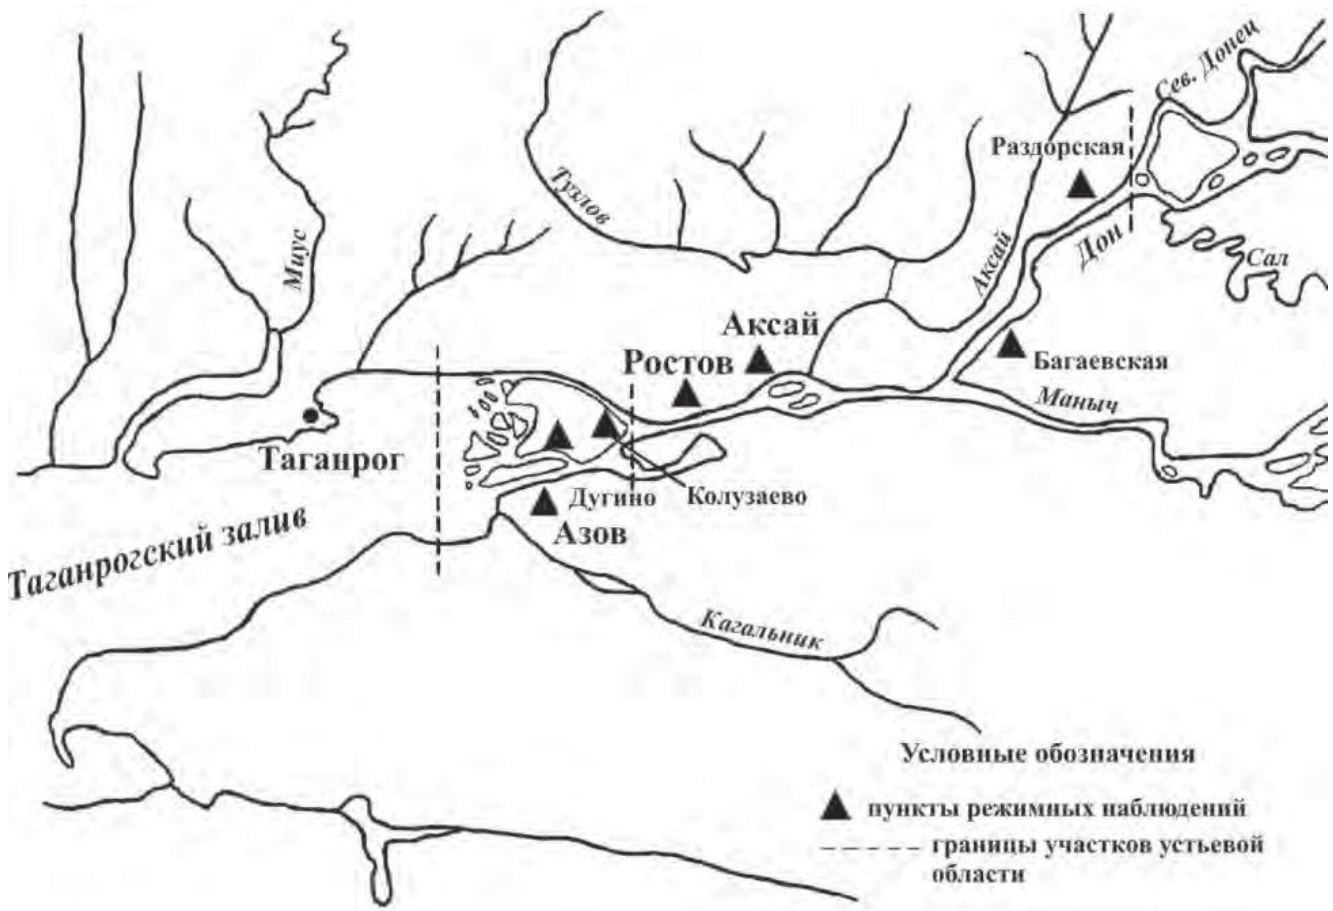 Сев. Донец
Раздорская
Тузлов
Миус
Аксай
Дон
Сал
Аксай
Ростов
Багаевская
Маныч
Таганрог
Дугино
Колузаево
Азов
Таганрогский залив
Кагальник
Условные обозначения
пункты режимных наблюдений
границы участков устьевой
области